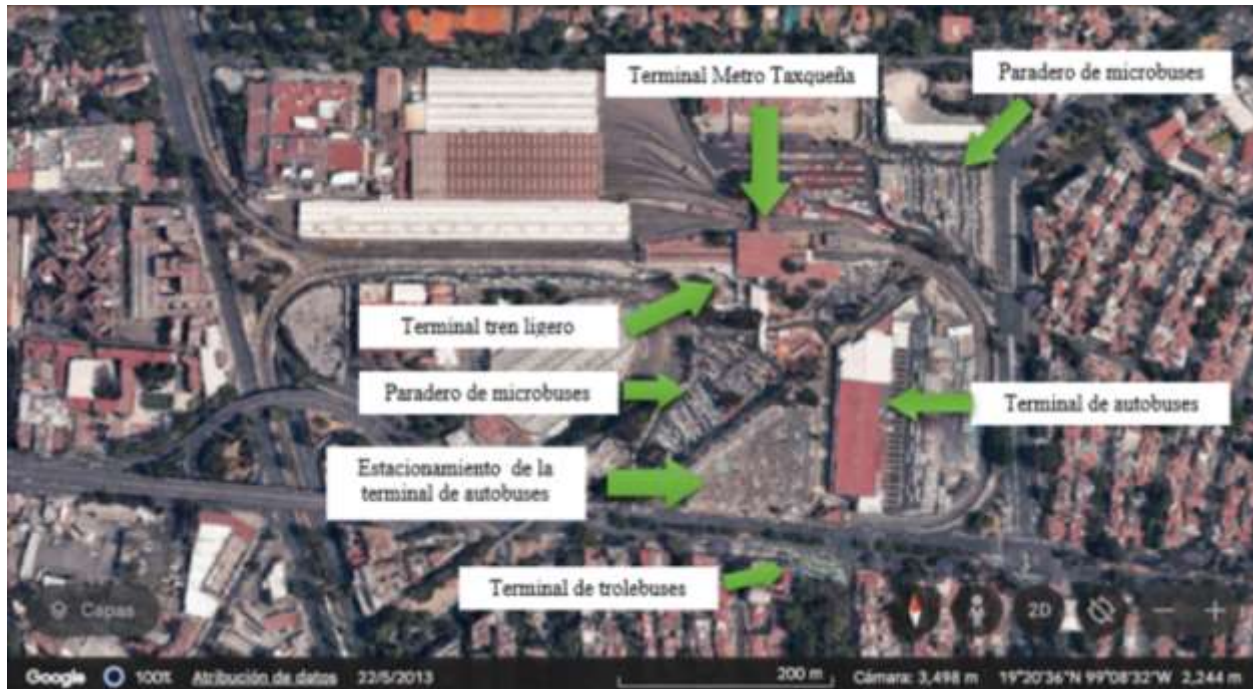 Terminal Metro Taxqueña
Paradero de microbuses
Terminal tren ligero
Paradero de microbuses
Terminal de autobuses
Estacionamiento de la
terminal de autobuses
Terminal de trolebuses
Capas
2D
Google 100% Atribución de datos 22/5/2013 200 m Cámara: 3,498 m 19°20'36"N 99°08'32"W 2,244 m